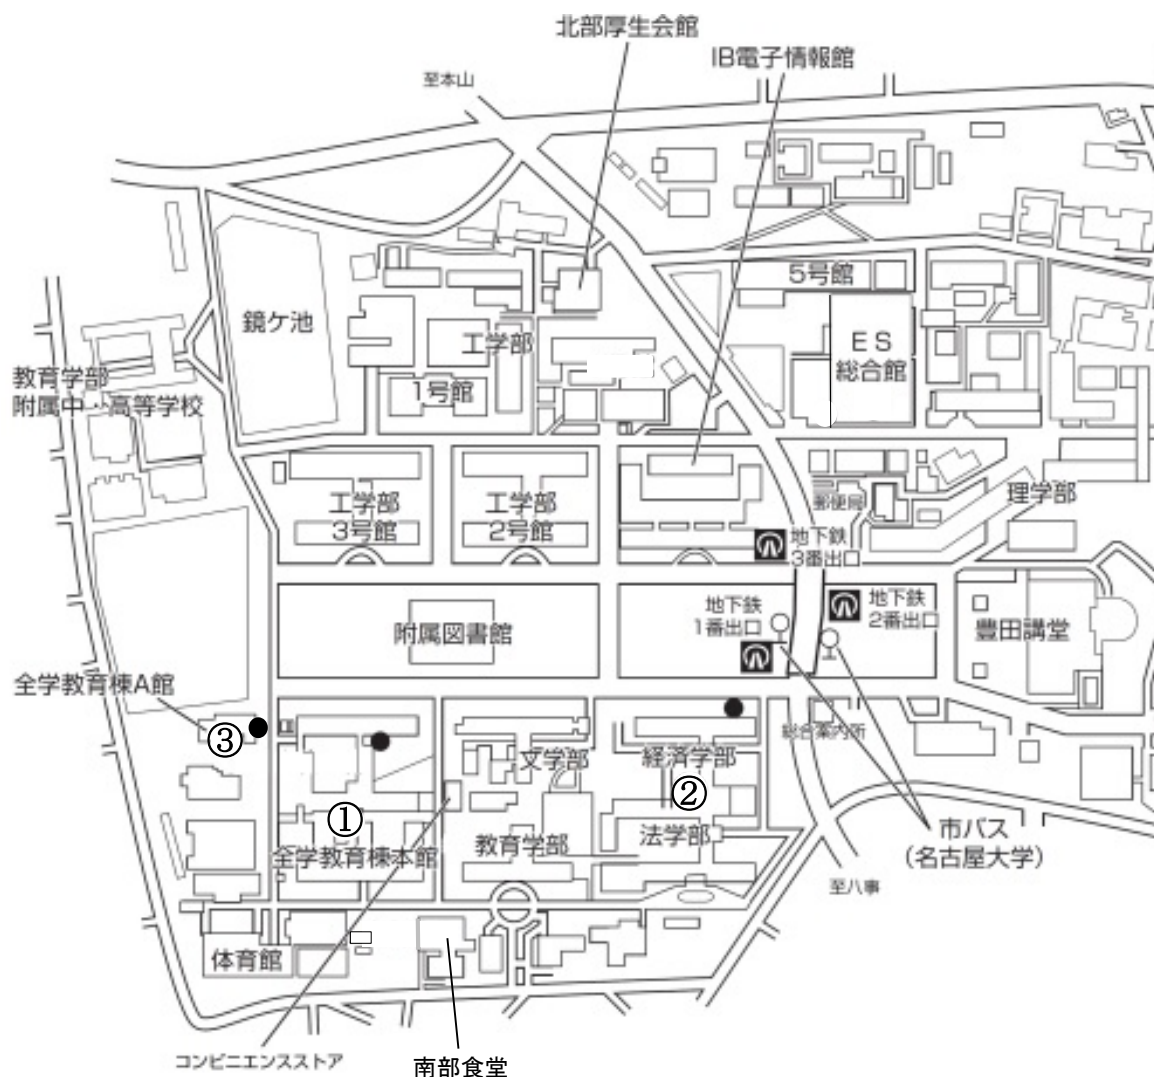 北部厚生会館
IB電子情報館
至本山
5号館
鏡ケ池
工学部
1号館
ES
総合館
教育学部
附属中・高等学校
工学部
3号館
工学部
2号館
郵便局
理学部
地下鉄
3番出口
地下鉄
1番出口
地下鉄
2番出口
附属図書館
豊田講堂
全学教育棟A館
③
文学部
経済学部
総合案内所
②
①
全学教育棟本館
教育学部
法学部
市バス
(名古屋大学)
至八事
体育館
コンビニエンスストア
南部食堂